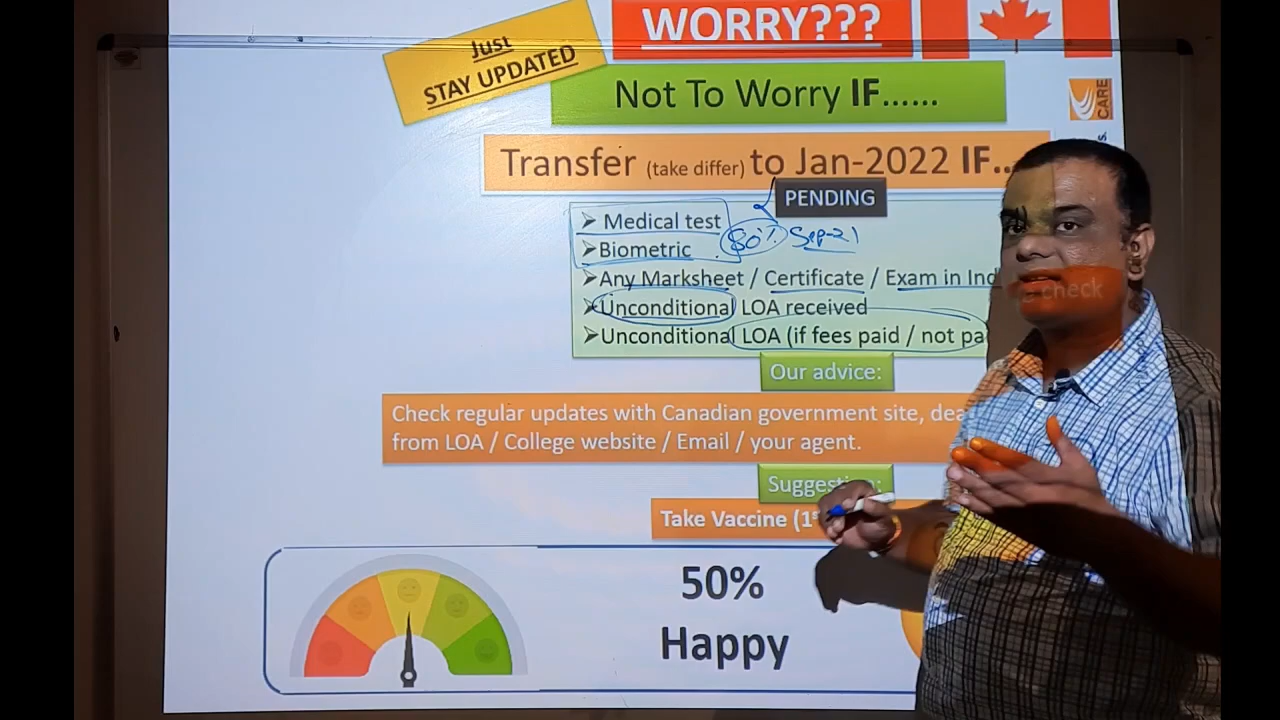 WORRY???
Just
STAY UPDATED
Not To Worry IF......
Transfer (take differ) to Jan-2022 IF..
PENDING
➢ Medical test
➢ Biometric
80% Sep-21
➢ Any Marksheet / Certificate / Exam in Ind
➢ Unconditional LOA received
➢ Unconditional LOA (if fees paid / not pa
Our advice:
Check regular updates with Canadian government site, dea
from LOA / College website / Email / your agent.
Take Vaccine (1
50%
Happy
CARE
check